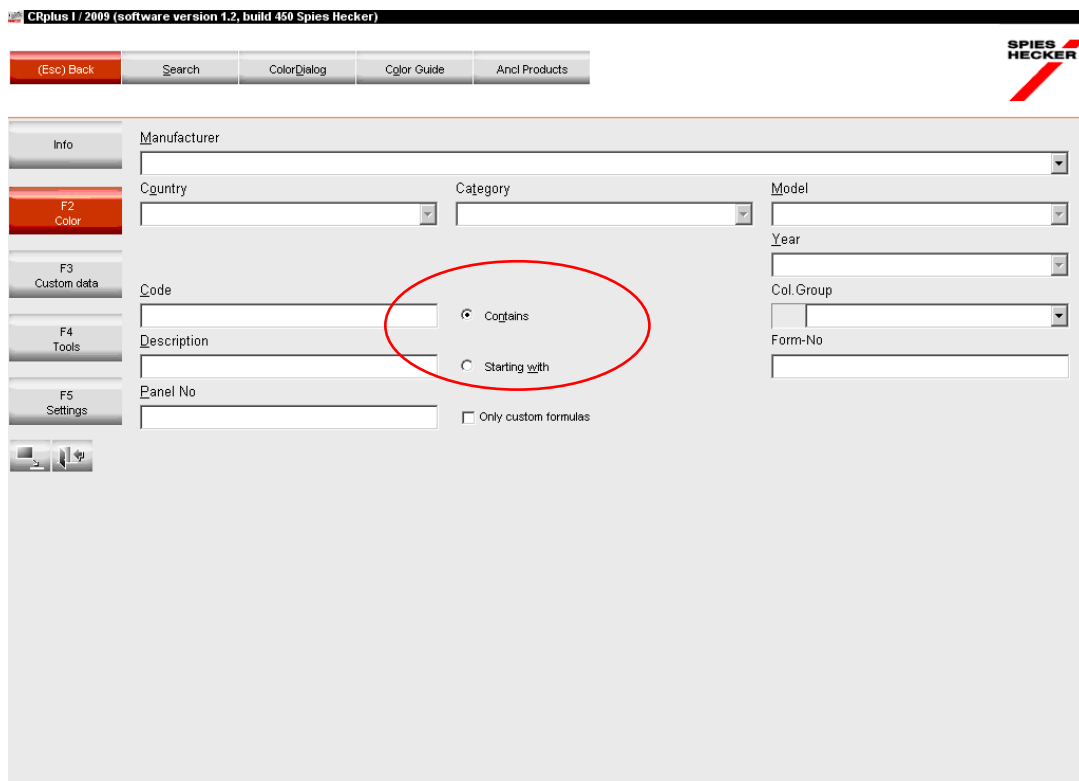 CRplus I / 2009 (software version 1.2, build 450 Spies Hecker)
SPIES
HECKER
(Esc) Back Search ColorDialog Color Guide Ancl Products
Info
Manufacturer
Country Category Model
F2
Color
Year
F3
Custom data
Code Col.Group
Contains
F4
Tools
Description Form-No
Starting with
F5
Settings
Panel No
Only custom formulas